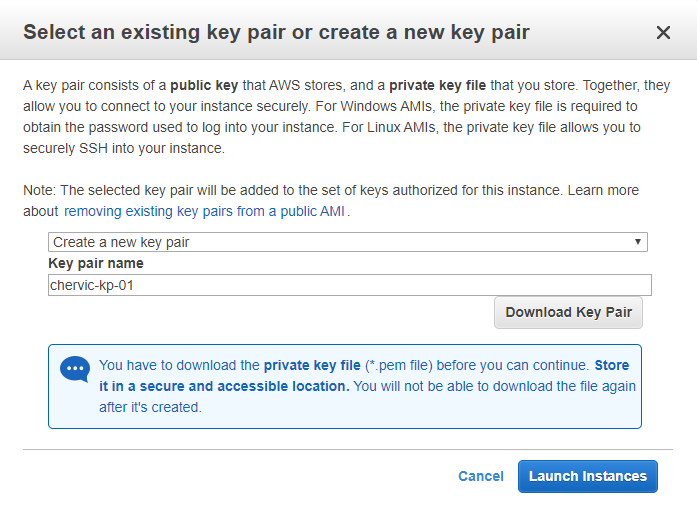 Select an existing key pair or create a new key pair
A key pair consists of a public key that AWS stores, and a private key file that you store. Together, they
allow you to connect to your instance securely. For Windows AMIs, the private key file is required to
obtain the password used to log into your instance. For Linux AMIs, the private key file allows you to
securely SSH into your instance.
Note: The selected key pair will be added to the set of keys authorized for this instance. Learn more
about removing existing key pairs from a public AMI .
Create a new key pair
Key pair name
chervic-kp-01
Download Key Pair
You have to download the private key file (*.pem file) before you can continue. Store
it in a secure and accessible location. You will not be able to download the file again
after it's created.
Cancel Launch Instances